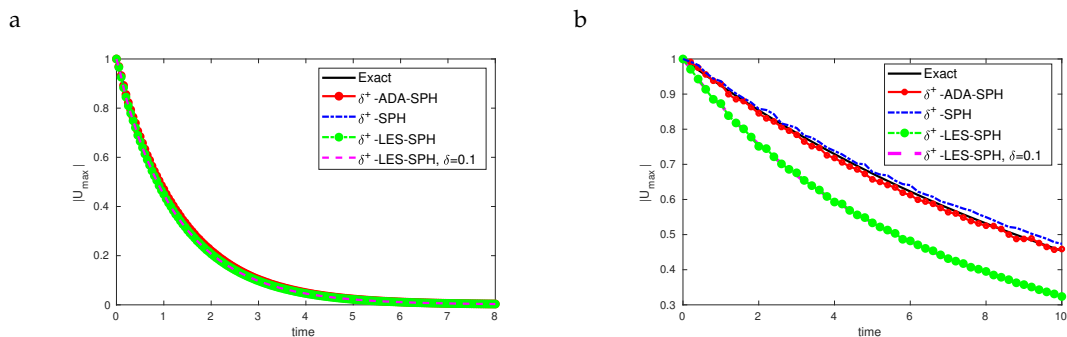 a
b
1
0.8
0.6
0.4
0.2
0
|U_max|
0 1 2 3 4 5 6 7 8
time
Exact
δ⁺ -ADA-SPH
δ⁺ -SPH
δ⁺ -LES-SPH
δ⁺ -LES-SPH, δ=0.1
1
0.9
0.8
0.7
0.6
0.5
0.4
0.3
|U_max|
0 2 4 6 8 10
time
Exact
δ⁺ -ADA-SPH
δ⁺ -SPH
δ⁺ -LES-SPH
δ⁺ -LES-SPH, δ=0.1